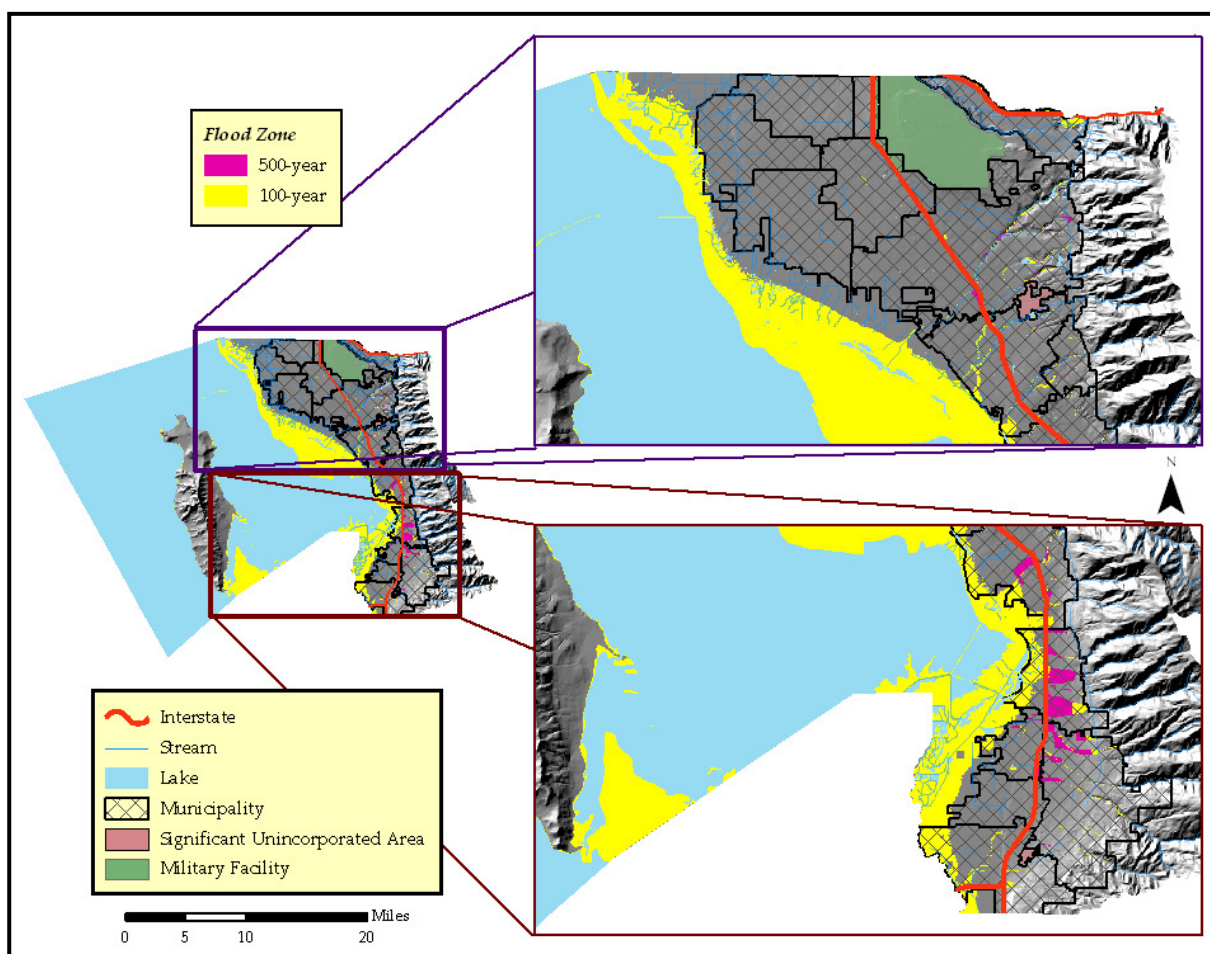 Flood Zone
500-year
100-year
N
Interstate
Stream
Lake
Municipality
Significant Unincorporated Area
Military Facility
Miles
0 5 10 20